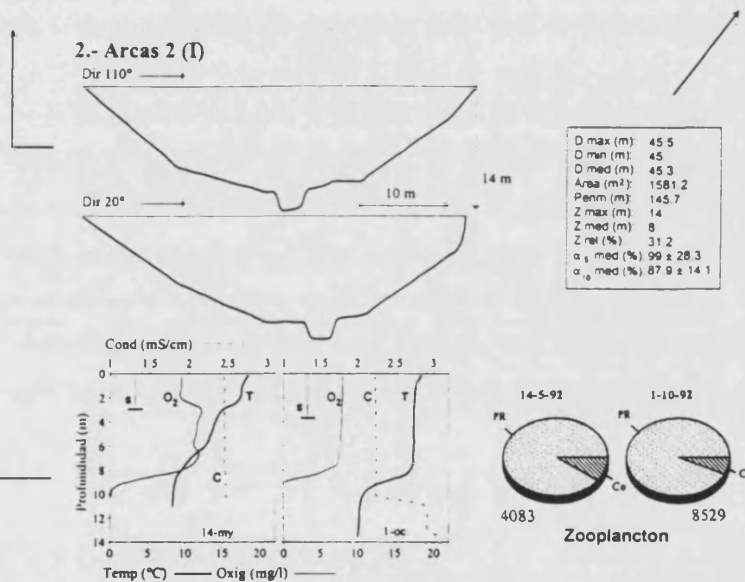 2.- Arcas 2 (I)
Dir 110°
14 m
10 m
Dir 20°
D max (m): 45.5
D min (m): 45
D med (m): 45.3
Área (m²): 1581.2
Perim (m): 145.7
Z max (m): 14
Z med (m): 8
Z rel (%): 31.2
α₅ med (%): 99 ± 28.3
α₁₀ med (%): 87.9 ± 14.1
Cond (mS/cm)
1 1.5 2 2.5 3 1 1.5 2 2.5 3
Profundidad (m)
0
2
4
6
8
10
12
14
S O₂ T
C
14-my
S O₂ C T
1-oc
0 5 10 15 20 0 5 10 15 20
Temp (°C) Oxig (mg/l)
14-5-92 1-10-92
PR PR
Co C
4083 8529
Zooplancton